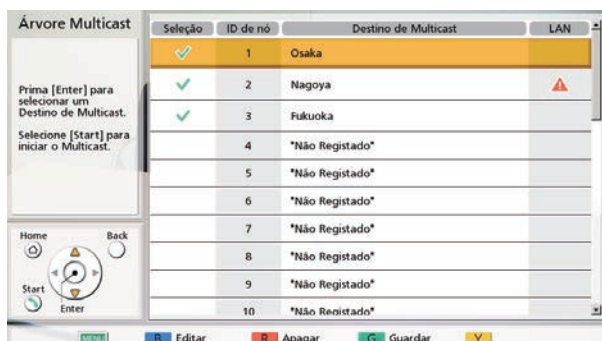 Árvore Multicast
Prima [Enter] para
selecionar um
Destino de Multicast.
Selecione [Start] para
iniciar o Multicast.
Home
Back
Start
Enter
Seleção ID de nó Destino de Multicast LAN
1 Osaka
2 Nagoya
3 Fukuoka
4 *Não Registado*
5 *Não Registado*
6 *Não Registado*
7 *Não Registado*
8 *Não Registado*
9 *Não Registado*
10 *Não Registado*
MENU B Editar R Apagar G Guardar Y